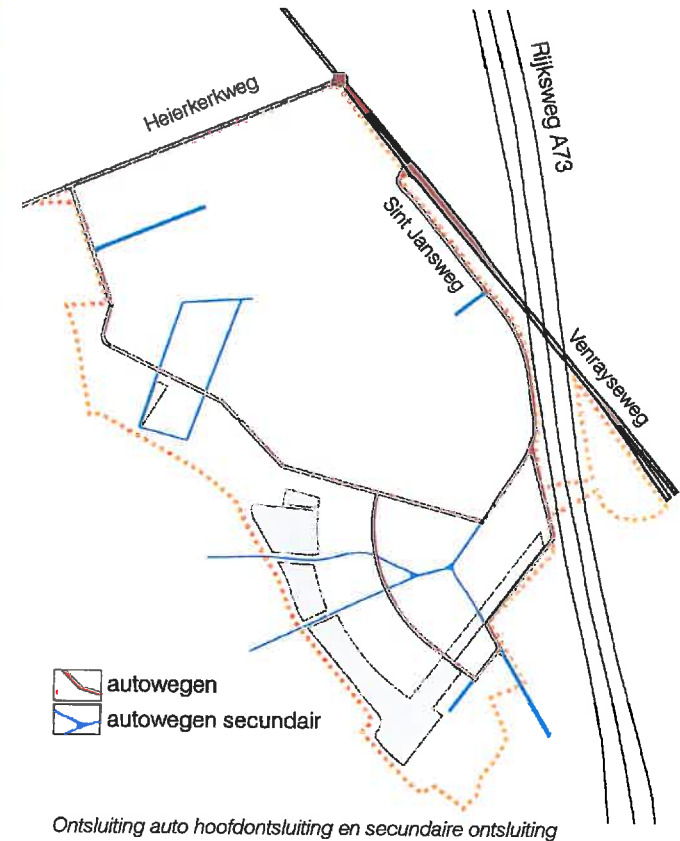 Heierkerkweg
Rijksweg A73
Sint Jansweg
Venrayseweg
autowegen
autowegen secundair
Ontsluiting auto hoofdontsluiting en secundaire ontsluiting